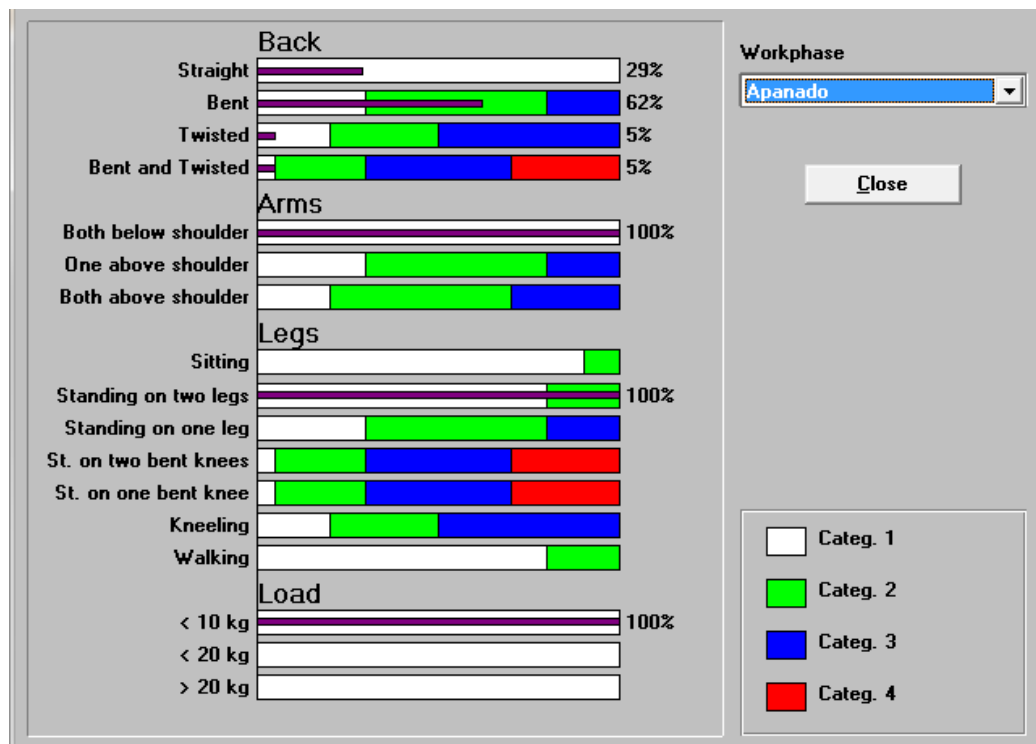 Back
Straight 29%
Bent 62%
Twisted 5%
Bent and Twisted 5%
Arms
Both below shoulder 100%
One above shoulder
Both above shoulder
Legs
Sitting
Standing on two legs 100%
Standing on one leg
St. on two bent knees
St. on one bent knee
Kneeling
Walking
Load
< 10 kg 100%
< 20 kg
> 20 kg
Workphase
Apanado
Close
Categ. 1
Categ. 2
Categ. 3
Categ. 4